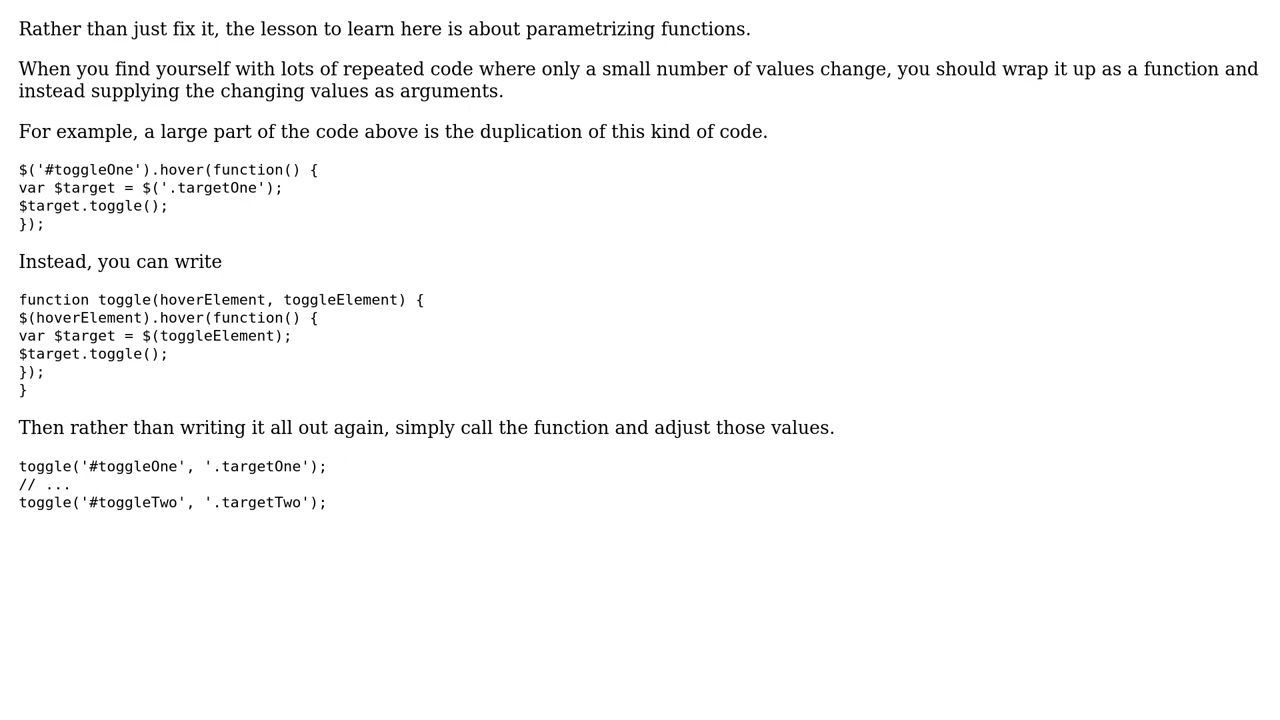 Rather than just fix it, the lesson to learn here is about parametrizing functions.
When you find yourself with lots of repeated code where only a small number of values change, you should wrap it up as a function and
instead supplying the changing values as arguments.
For example, a large part of the code above is the duplication of this kind of code.
$('#toggleOne').hover(function() {
var $target = $('.targetOne');
$target.toggle();
});
Instead, you can write
function toggle(hoverElement, toggleElement) {
$(hoverElement).hover(function() {
var $target = $(toggleElement);
$target.toggle();
});
}
Then rather than writing it all out again, simply call the function and adjust those values.
toggle('#toggleOne', '.targetOne');
// ...
toggle('#toggleTwo', '.targetTwo');